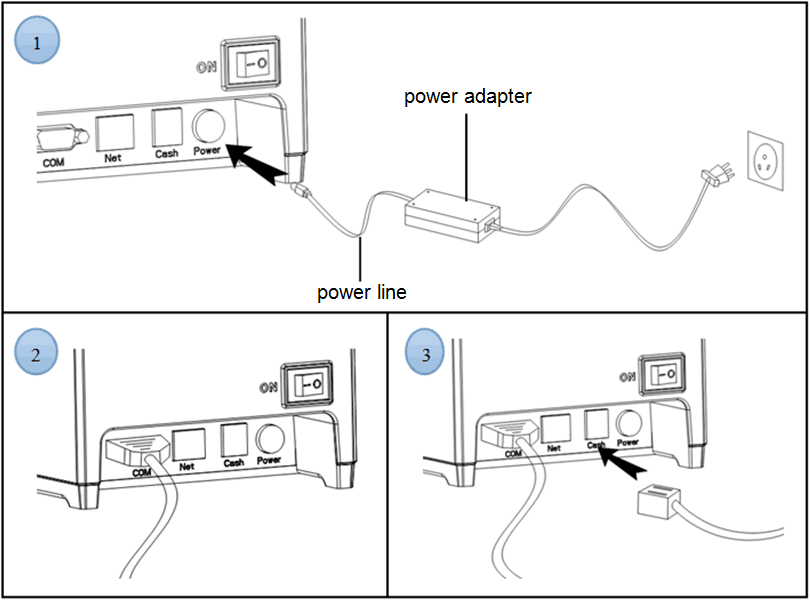 1
ON
power adapter
COM
Net
Cash
Power
power line
2
ON
COM
Net
Cash
Power
3
ON
COM
Net
Cash
Power